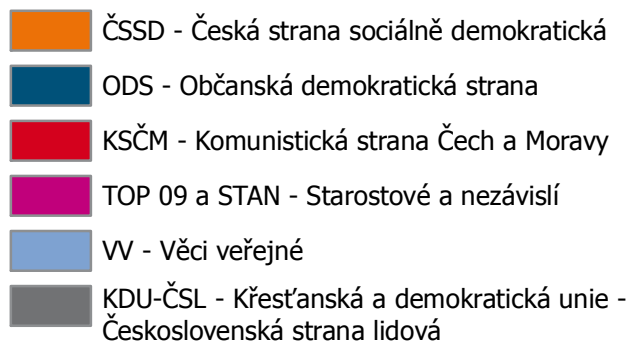 ČSSD - Česká strana sociálně demokratická
ODS - Občanská demokratická strana
KSČM - Komunistická strana Čech a Moravy
TOP 09 a STAN - Starostové a nezávislí
VV - Věci veřejné
KDU-ČSL - Křesťanská a demokratická unie -
Československá strana lidová